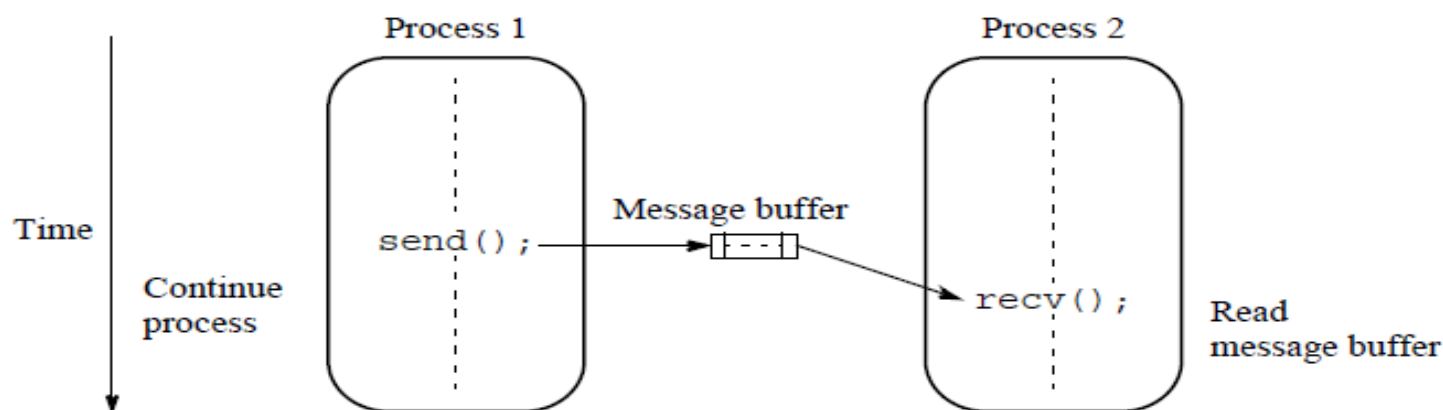 Process 1
Process 2
Message buffer
Time
send();
Continue
process
recv();
Read
message buffer